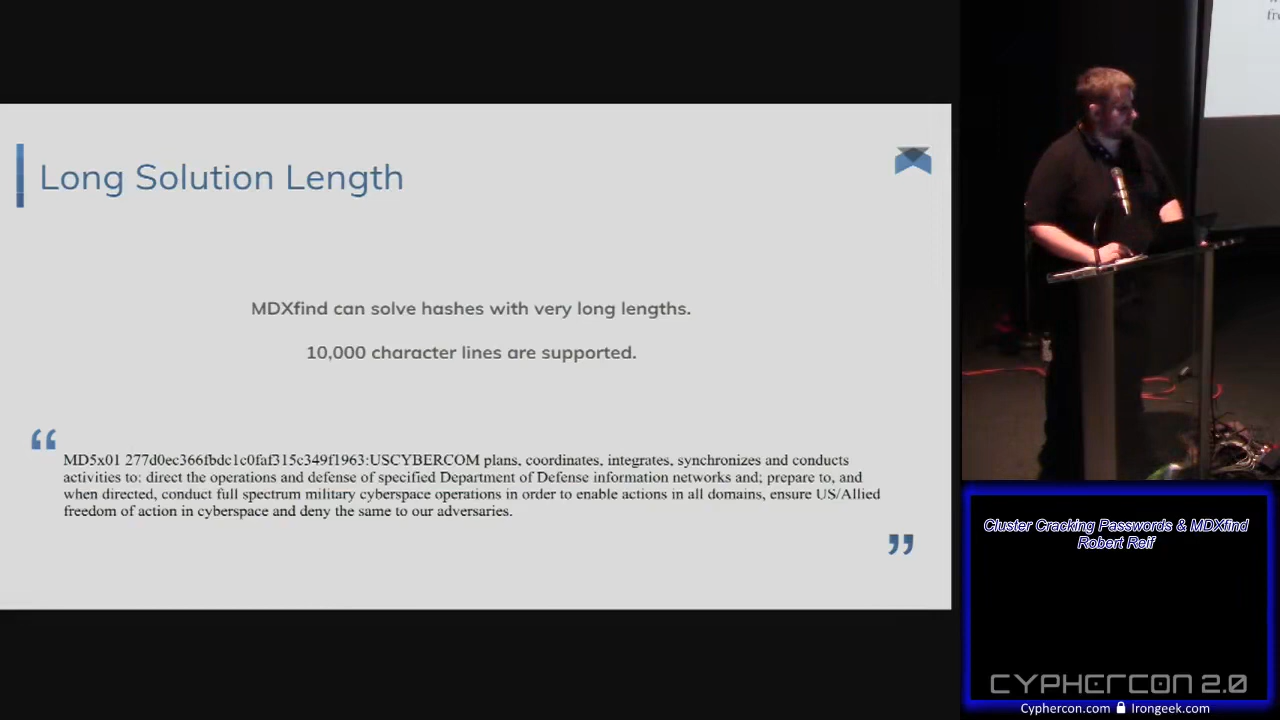 Long Solution Length
MDXfind can solve hashes with very long lengths.
10,000 character lines are supported.
“
MD5x01 277d0ec366fbdc1c0faf315c349f1963:USCYBERCOM plans, coordinates, integrates, synchronizes and conducts
activities to: direct the operations and defense of specified Department of Defense information networks and; prepare to, and
when directed, conduct full spectrum military cyberspace operations in order to enable actions in all domains, ensure US/Allied
freedom of action in cyberspace and deny the same to our adversaries.
”
Cluster Cracking Passwords & MDXfind
Robert Reif
CYPHERCON 2.0
Cyphercon.com Irongeek.com